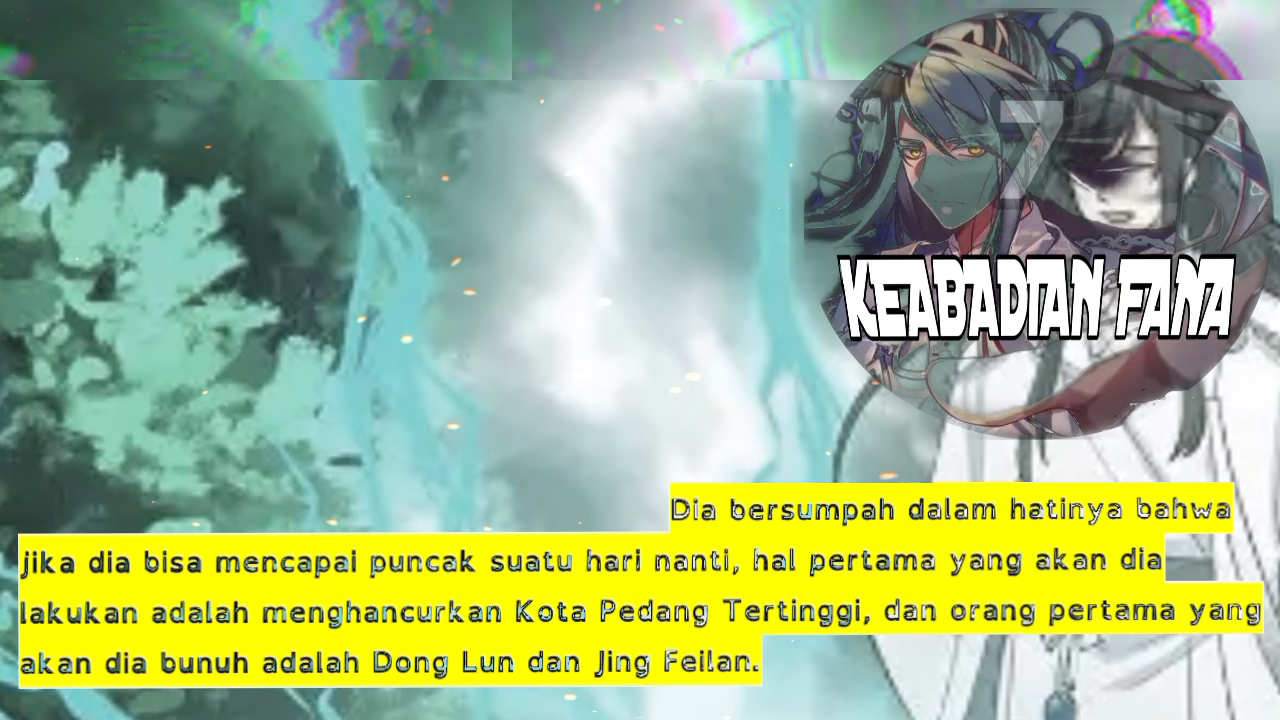 7
KEABADIAN FANA
Dia bersumpah dalam hatinya bahwa
jika dia bisa mencapai puncak suatu hari nanti, hal pertama yang akan dia
lakukan adalah menghancurkan Kota Pedang Tertinggi, dan orang pertama yang
akan dia bunuh adalah Dong Lun dan Jing Feilan.